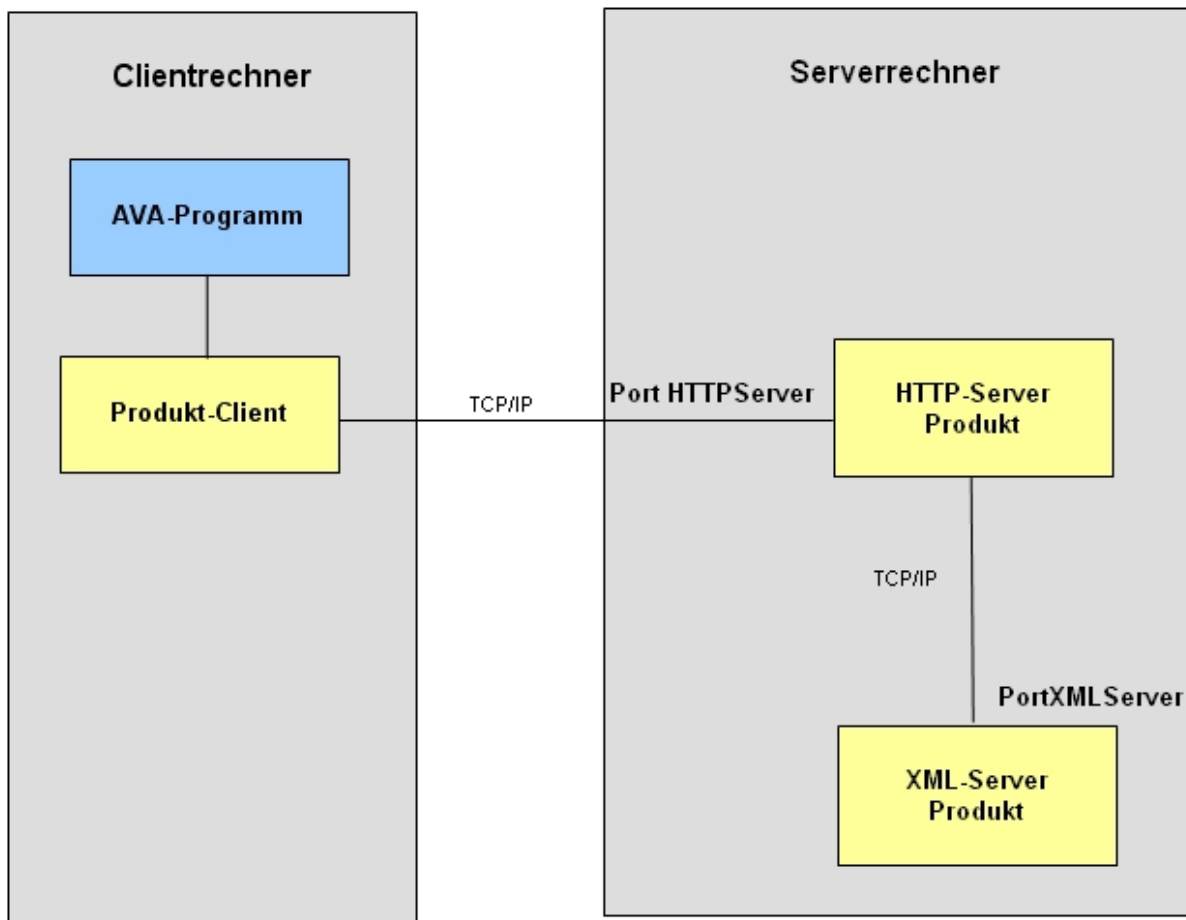 Clientrechner
AVA-Programm
Produkt-Client
TCP/IP
Serverrechner
Port HTTPServer
HTTP-Server
Produkt
TCP/IP
PortXMLServer
XML-Server
Produkt